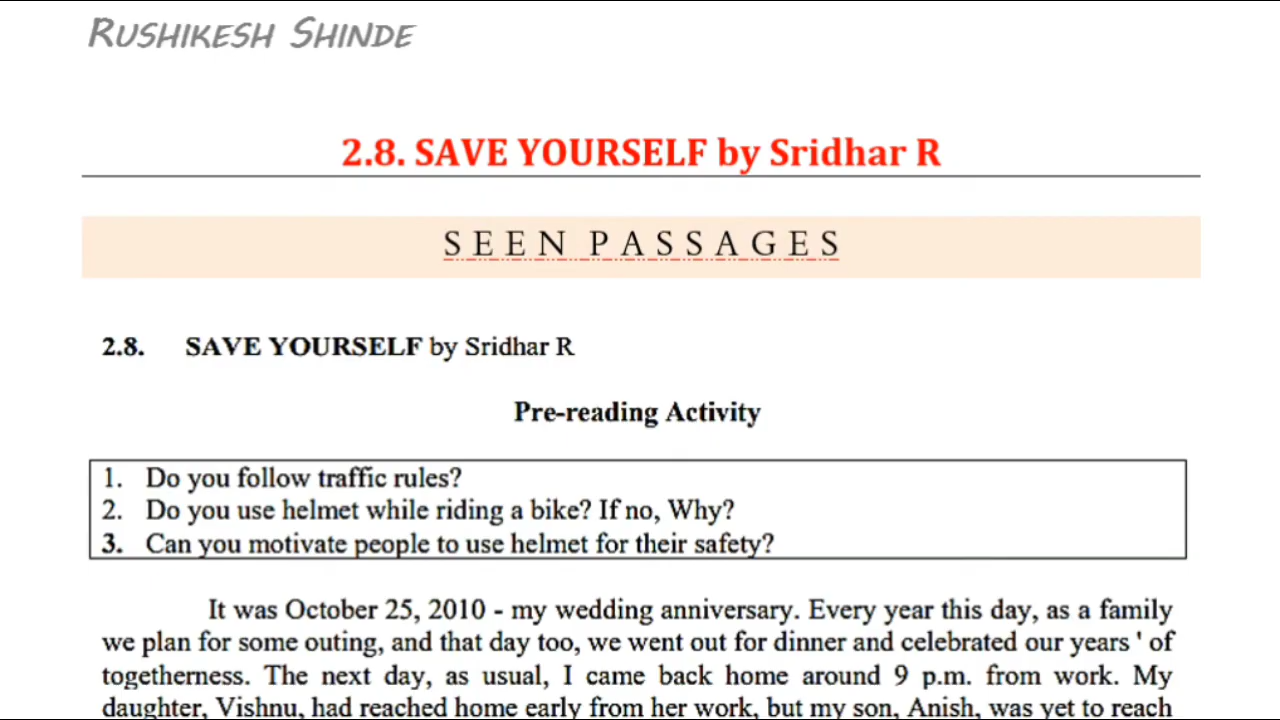 RUSHIKESH SHINDE
2.8. SAVE YOURSELF by Sridhar R
SEEN PASSAGES
2.8. SAVE YOURSELF by Sridhar R
Pre-reading Activity
1. Do you follow traffic rules?
2. Do you use helmet while riding a bike? If no, Why?
3. Can you motivate people to use helmet for their safety?
It was October 25, 2010 - my wedding anniversary. Every year this day, as a family
we plan for some outing, and that day too, we went out for dinner and celebrated our years ' of
togetherness. The next day, as usual, I came back home around 9 p.m. from work. My
daughter, Vishnu, had reached home early from her work, but my son, Anish, was yet to reach